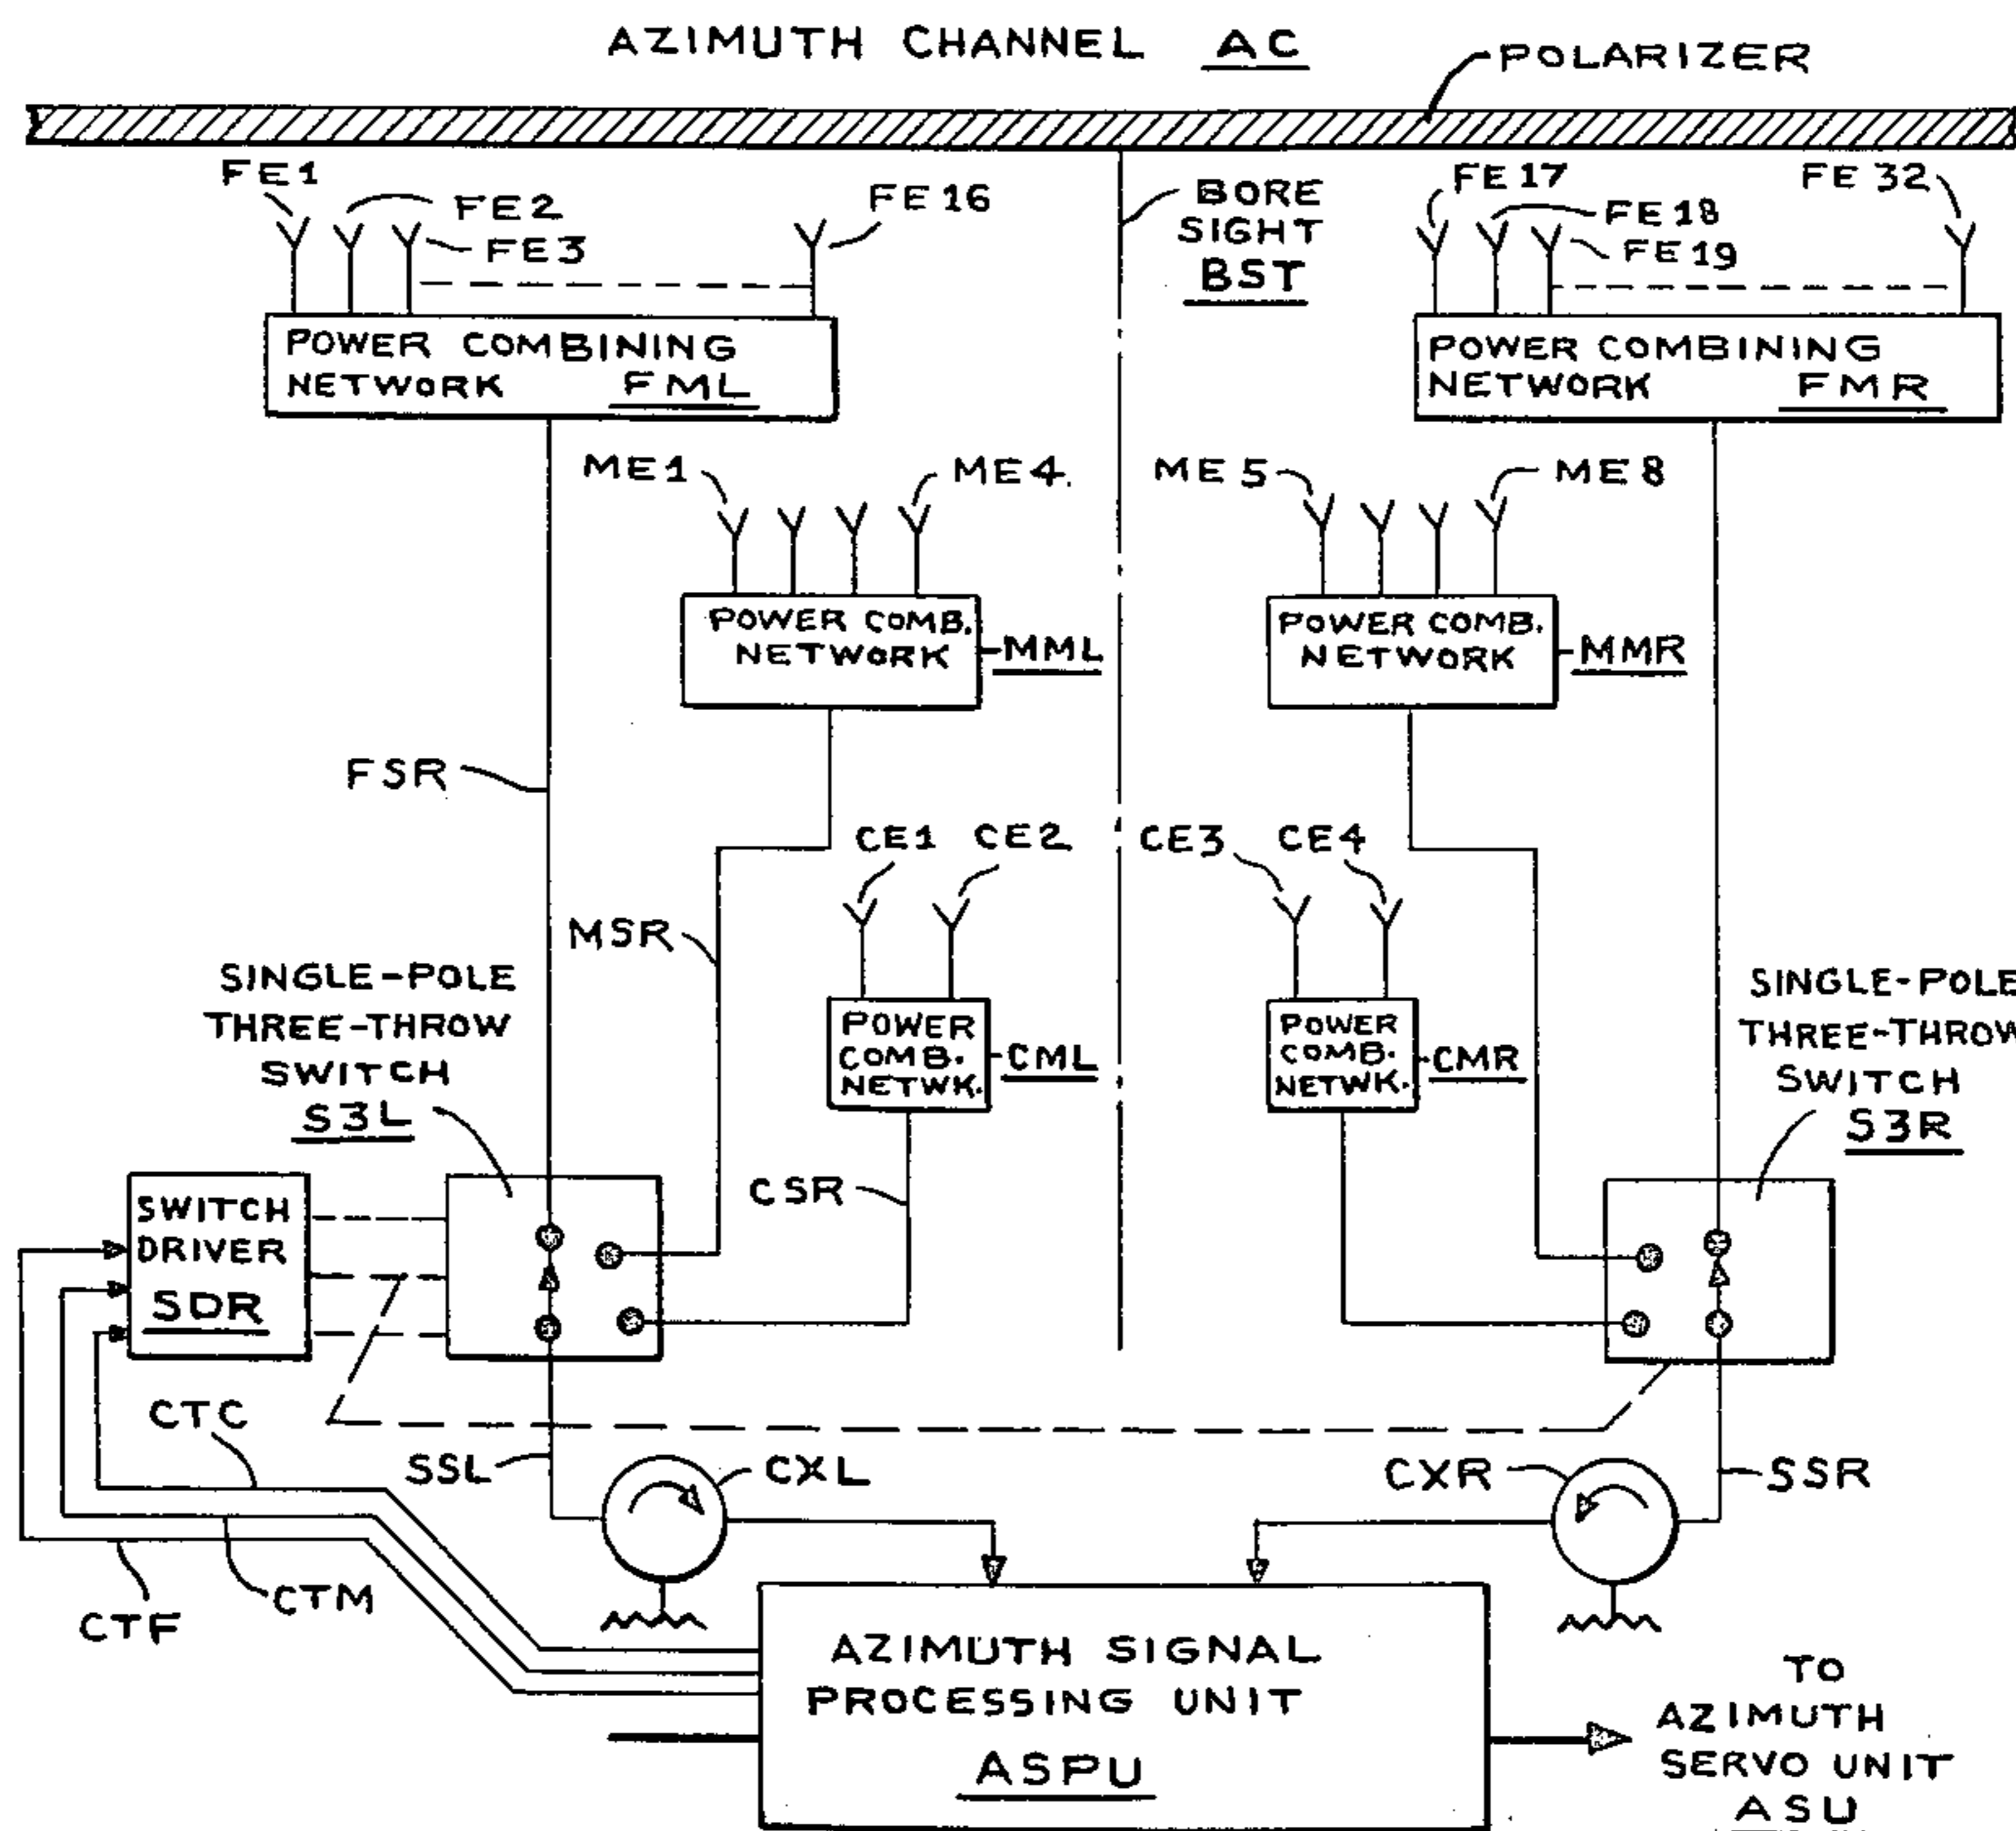 AZIMUTH CHANNEL AC
POLARIZER
FE1
FE2
FE3
FE16
BORE
SIGHT
BST
FE17
FE18
FE19
FE32
POWER COMBINING
NETWORK FML
POWER COMBINING
NETWORK FMR
ME1
ME4
ME5
ME8
POWER COMB.
NETWORK
MML
POWER COMB.
NETWORK
MMR
FSR
MSR
CE1
CE2
CE3
CE4
SINGLE-POLE
THREE-THROW
SWITCH
S3L
POWER
COMB.
NETWK.
CML
POWER
COMB.
NETWK.
CMR
SINGLE-POLE
THREE-THROW
SWITCH
S3R
CSR
SWITCH
DRIVER
SDR
CTC
SSL
CXL
CXR
SSR
CTM
CTF
AZIMUTH SIGNAL
PROCESSING UNIT
ASPU
TO
AZIMUTH
SERVO UNIT
ASU